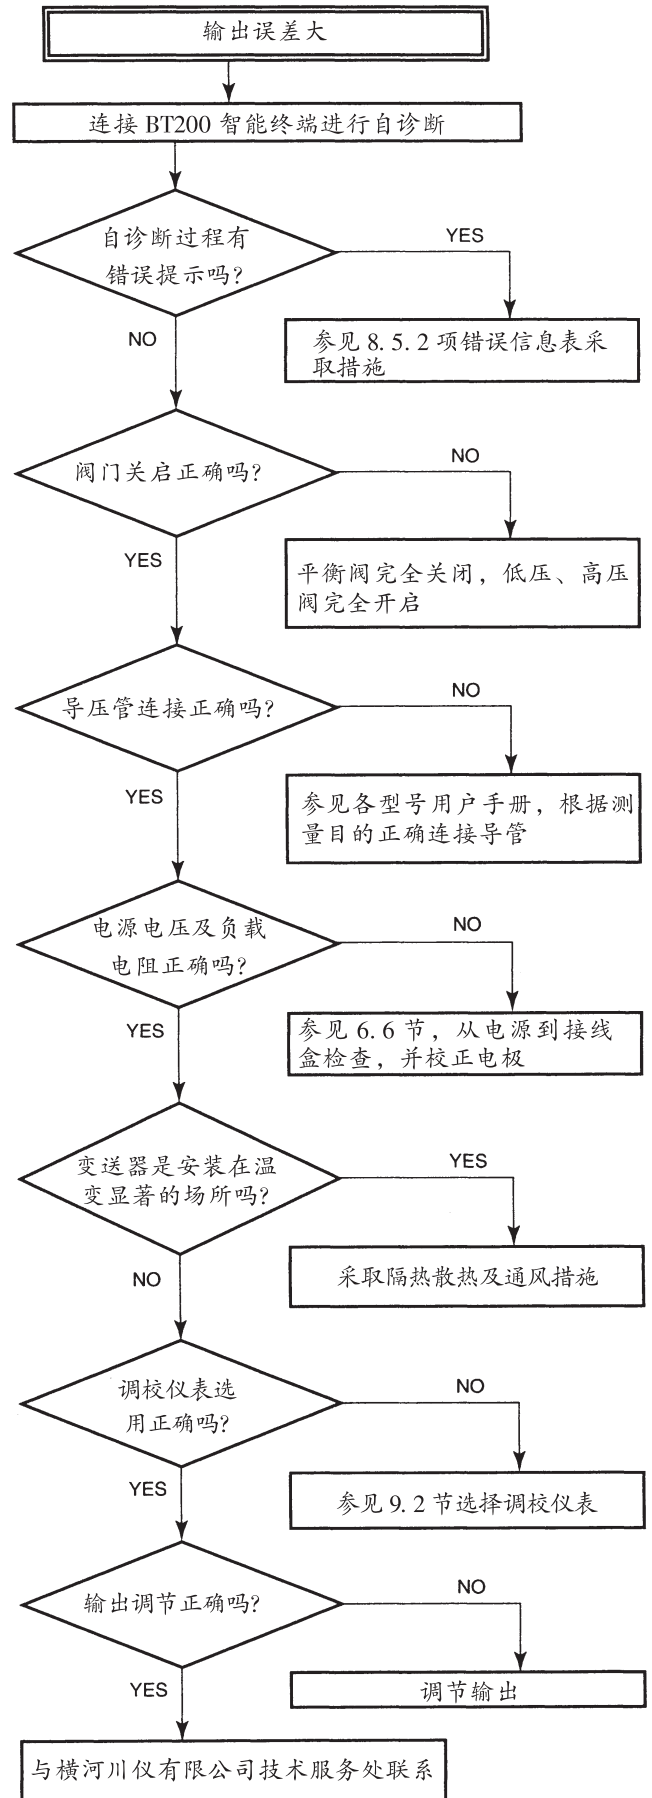 输出误差大
连接 BT200 智能终端进行自诊断
自诊断过程有
错误提示吗?
YES
NO
参见 8. 5. 2 项错误信息表采
取措施
阀门关启正确吗?
NO
YES
平衡阀完全关闭，低压、高压
阀完全开启
导压管连接正确吗?
NO
YES
参见各型号用户手册，根据测
量目的正确连接导管
电源电压及负载
电阻正确吗?
NO
YES
参见 6. 6 节，从电源到接线
盒检查，并校正电极
变送器是安装在温
变显著的场所吗?
YES
NO
采取隔热散热及通风措施
调校仪表选
用正确吗?
NO
YES
参见 9. 2 节选择调校仪表
输出调节正确吗?
NO
YES
调节输出
与横河川仪有限公司技术服务处联系